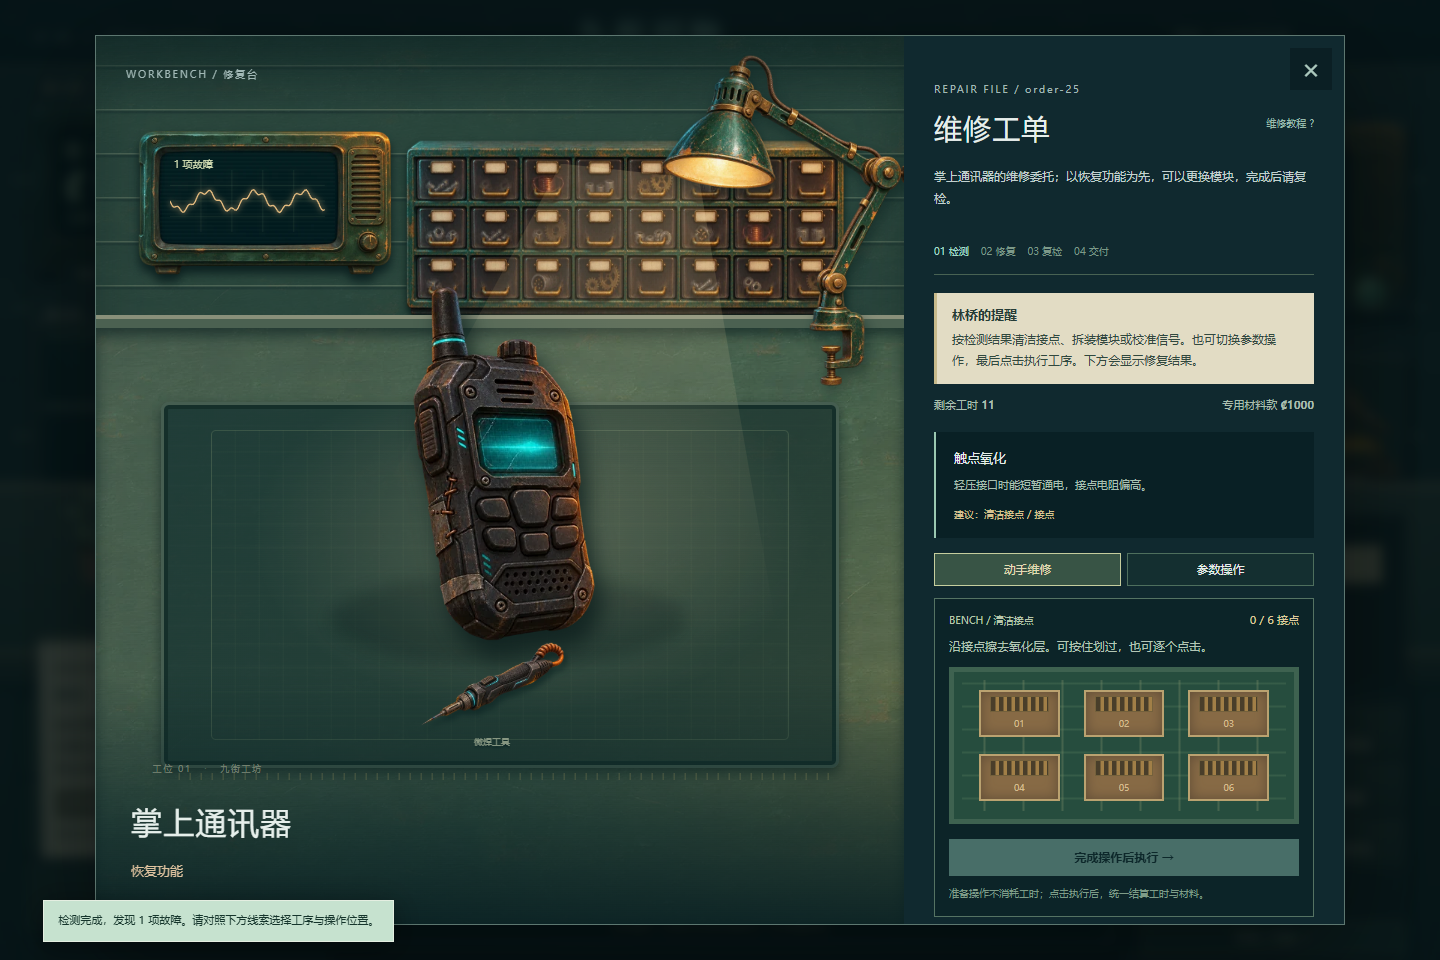 WORKBENCH / 修复台
1 项故障
微焊工具
工位 01 · 九街工坊
掌上通讯器
恢复功能
检测完成，发现 1 项故障。请对照下方线索选择工序与操作位置。
REPAIR FILE / order-25
维修工单
维修教程 ?
掌上通讯器的维修委托；以恢复功能为先，可以更换模块，完成后请复
检。
01 检测 02 修复 03 复检 04 交付
林桥的提醒
按检测结果清洁接点、拆装模块或校准信号。也可切换参数操
作，最后点击执行工序。下方会显示修复结果。
剩余工时 11
专用材料款 ₡1000
触点氧化
轻压接口时能短暂通电，接点电阻偏高。
建议：清洁接点 / 接点
动手维修
参数操作
BENCH / 清洁接点
0 / 6 接点
沿接点擦去氧化层。可按住划过，也可逐个点击。
01
02
03
04
05
06
完成操作后执行 →
准备操作不消耗工时；点击执行后，统一结算工时与材料。